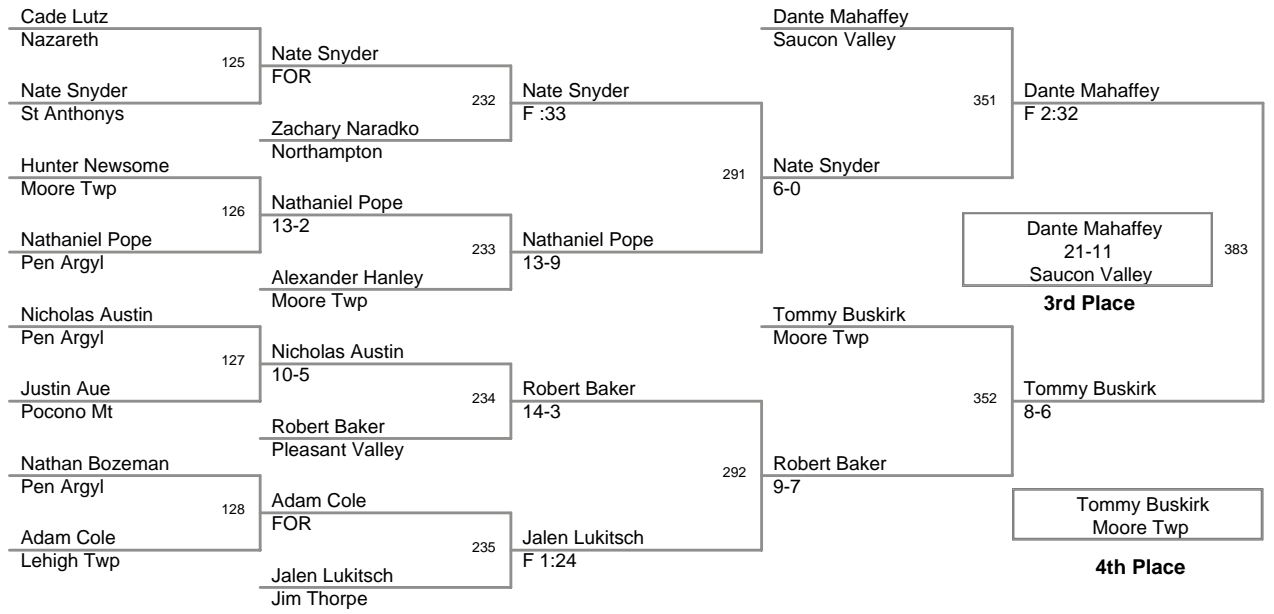 Cade Lutz
Nazareth
125
Nate Snyder
St Anthonys
Hunter Newsome
Moore Twp
126
Nathaniel Pope
Pen Argyl
Nicholas Austin
Pen Argyl
127
Justin Aue
Pocono Mt
Nathan Bozeman
Pen Argyl
128
Adam Cole
Lehigh Twp
Nate Snyder
FOR
232
Zachary Naradko
Northampton
Nathaniel Pope
13-2
233
Alexander Hanley
Moore Twp
Nicholas Austin
10-5
234
Robert Baker
Pleasant Valley
Adam Cole
FOR
235
Jalen Lukitsch
Jim Thorpe
Nate Snyder
F :33
291
Nathaniel Pope
13-9
Robert Baker
14-3
292
Jalen Lukitsch
F 1:24
Dante Mahaffey
Saucon Valley
351
Nate Snyder
6-0
Tommy Buskirk
Moore Twp
352
Robert Baker
9-7
Dante Mahaffey
F 2:32
383
Tommy Buskirk
8-6
Dante Mahaffey
21-11
Saucon Valley
3rd Place
Tommy Buskirk
Moore Twp
4th Place